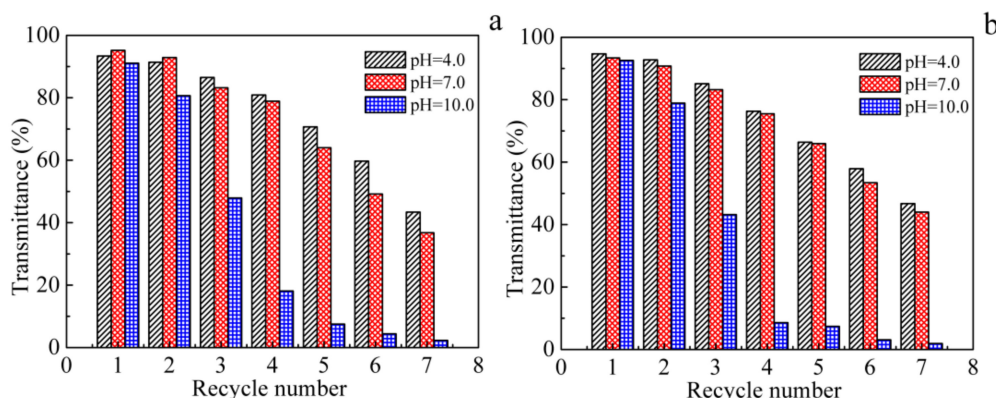 a
100
80
60
40
20
0
Transmittance (%)
pH=4.0
pH=7.0
pH=10.0
0 1 2 3 4 5 6 7 8
Recycle number
b
100
80
60
40
20
0
Transmittance (%)
pH=4.0
pH=7.0
pH=10.0
0 1 2 3 4 5 6 7 8
Recycle number